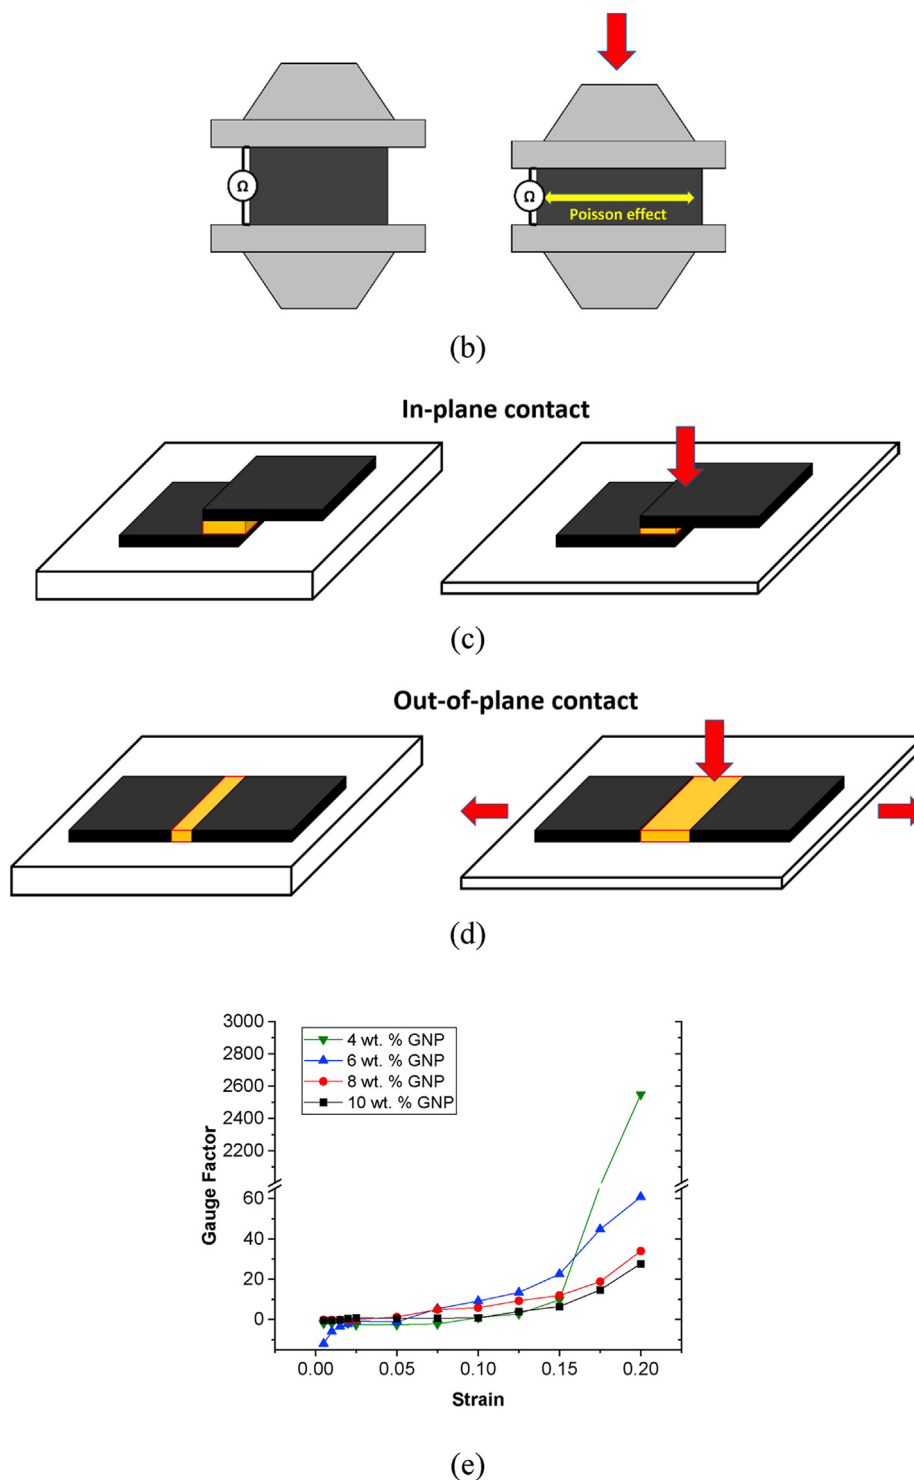 Ω
Ω
Poisson effect
(b)
In-plane contact
(c)
Out-of-plane contact
(d)
3000
2800
2600
2400
2200
60
40
20
0
Gauge Factor
4 wt. % GNP
6 wt. % GNP
8 wt. % GNP
10 wt. % GNP
0.00 0.05 0.10 0.15 0.20
Strain
(e)